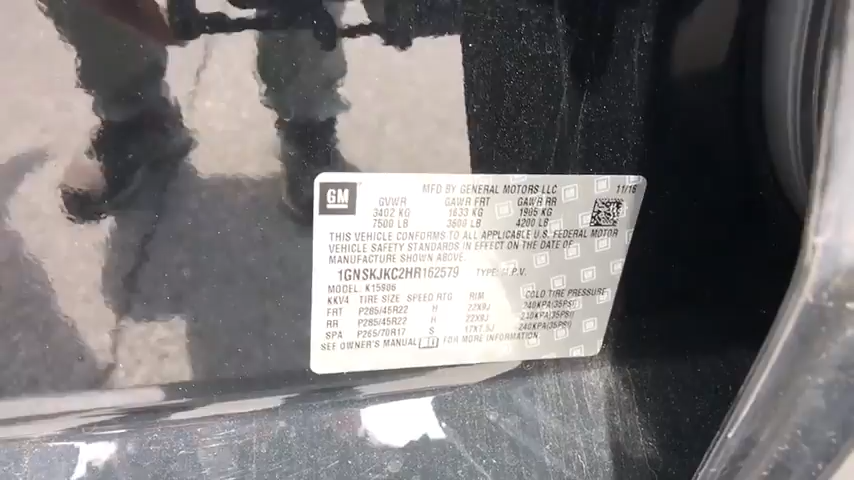 GM
MFD BY GENERAL MOTORS LLC 11/16
GVWR GAWR FRT GAWR RR
3402 KG 1633 KG 1905 KG
7500 LB 3600 LB 4200 LB
THIS VEHICLE CONFORMS TO ALL APPLICABLE U.S. FEDERAL MOTOR
VEHICLE SAFETY STANDARDS IN EFFECT ON THE DATE OF
1GNSKJKC2HR162579 TYPE: M.P.V.
MODEL: K15906
KKV4 TIRE SIZE SPEED RTG RIM COLD TIRE PRESSURE
FRT P285/45R22 H 22X9J 240KPA(35PSI)
RR P285/45R22 H 22X9J 240KPA(35PSI)
SPA P265/70R17 S 17X7.5J 240KPA(35PSI)
SEE OWNER'S MANUAL FOR MORE INFORMATION